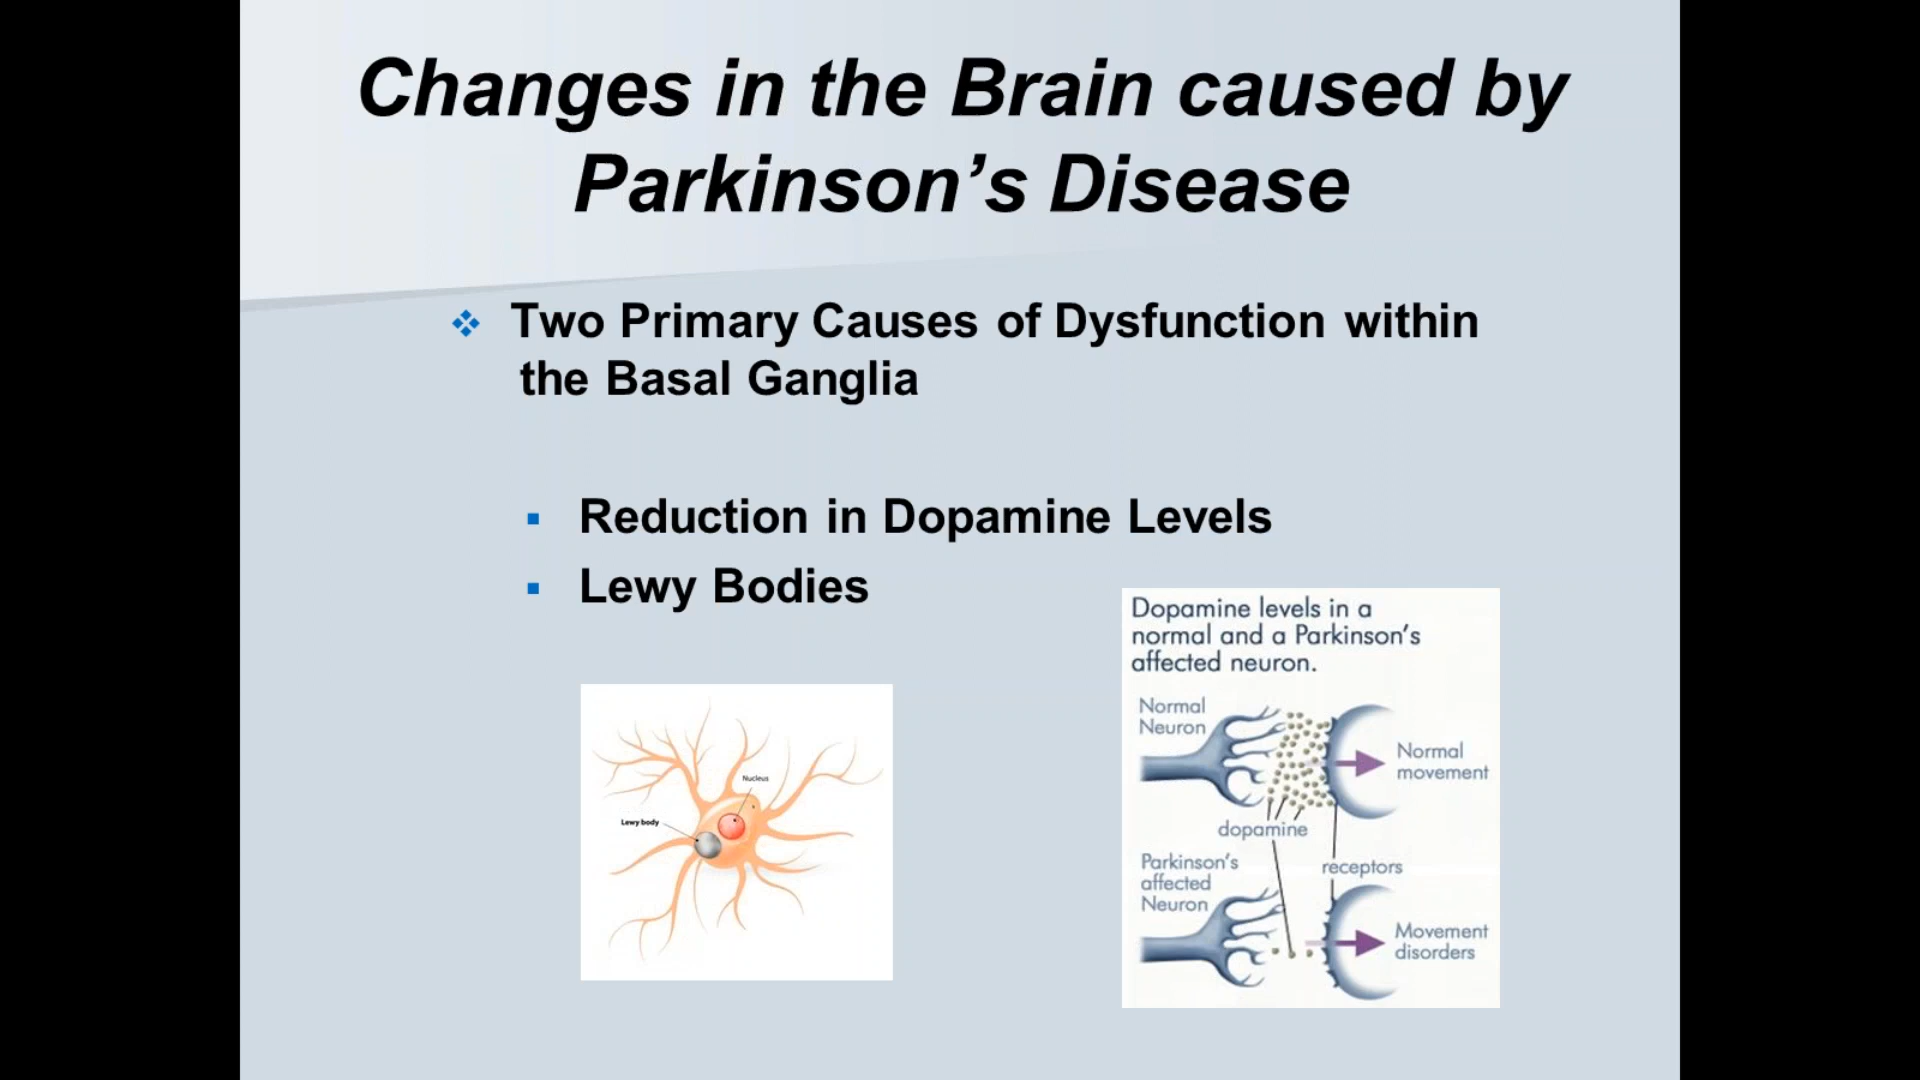 Changes in the Brain caused by
Parkinson’s Disease
Two Primary Causes of Dysfunction within
the Basal Ganglia
Reduction in Dopamine Levels
Lewy Bodies
Nucleus
Lewy body
Dopamine levels in a
normal and a Parkinson’s
affected neuron.
Normal
Neuron
Normal
movement
dopamine
Parkinson’s
affected
Neuron
receptors
Movement
disorders